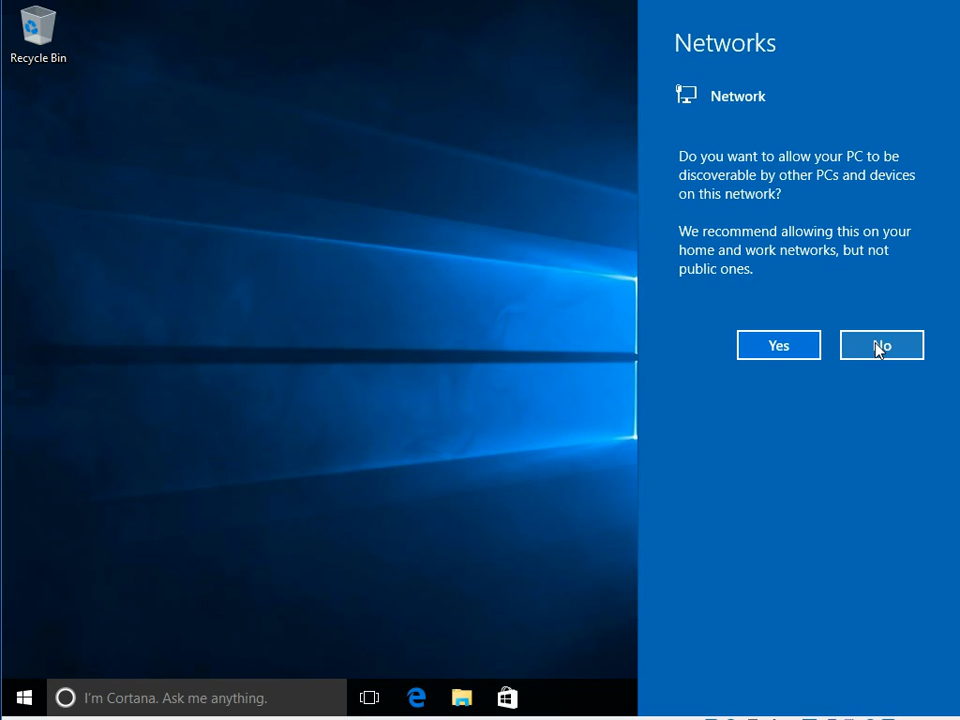 Recycle Bin
Networks
Network
Do you want to allow your PC to be
discoverable by other PCs and devices
on this network?
We recommend allowing this on your
home and work networks, but not
public ones.
Yes
No
I'm Cortana. Ask me anything.